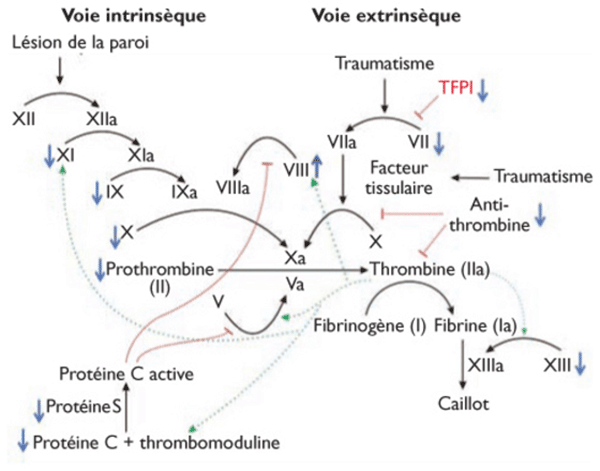 Voie intrinsèque
Voie extrinsèque
Lésion de la paroi
Traumatisme
TFPI
XII
XIIa
VIIa
VII
XI
XIa
VIII
Facteur
tissulaire
Traumatisme
IX
IXa
VIIIa
Anti-
thrombine
X
X
Xa
Prothrombine
(II)
Thrombine (IIa)
Va
V
Fibrinogène (I)
Fibrine (Ia)
XIIIa
XIII
Protéine C active
Caillot
Protéine S
Protéine C + thrombomoduline